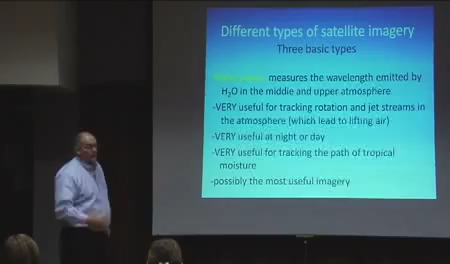 Different types of satellite imagery
Three basic types
measures the wavelength emitted by
H₂O in the middle and upper atmosphere
-VERY useful for tracking rotation and jet streams in
the atmosphere (which lead to lifting air)
-VERY useful at night or day
-VERY useful for tracking the path of tropical
moisture
-possibly the most useful imagery